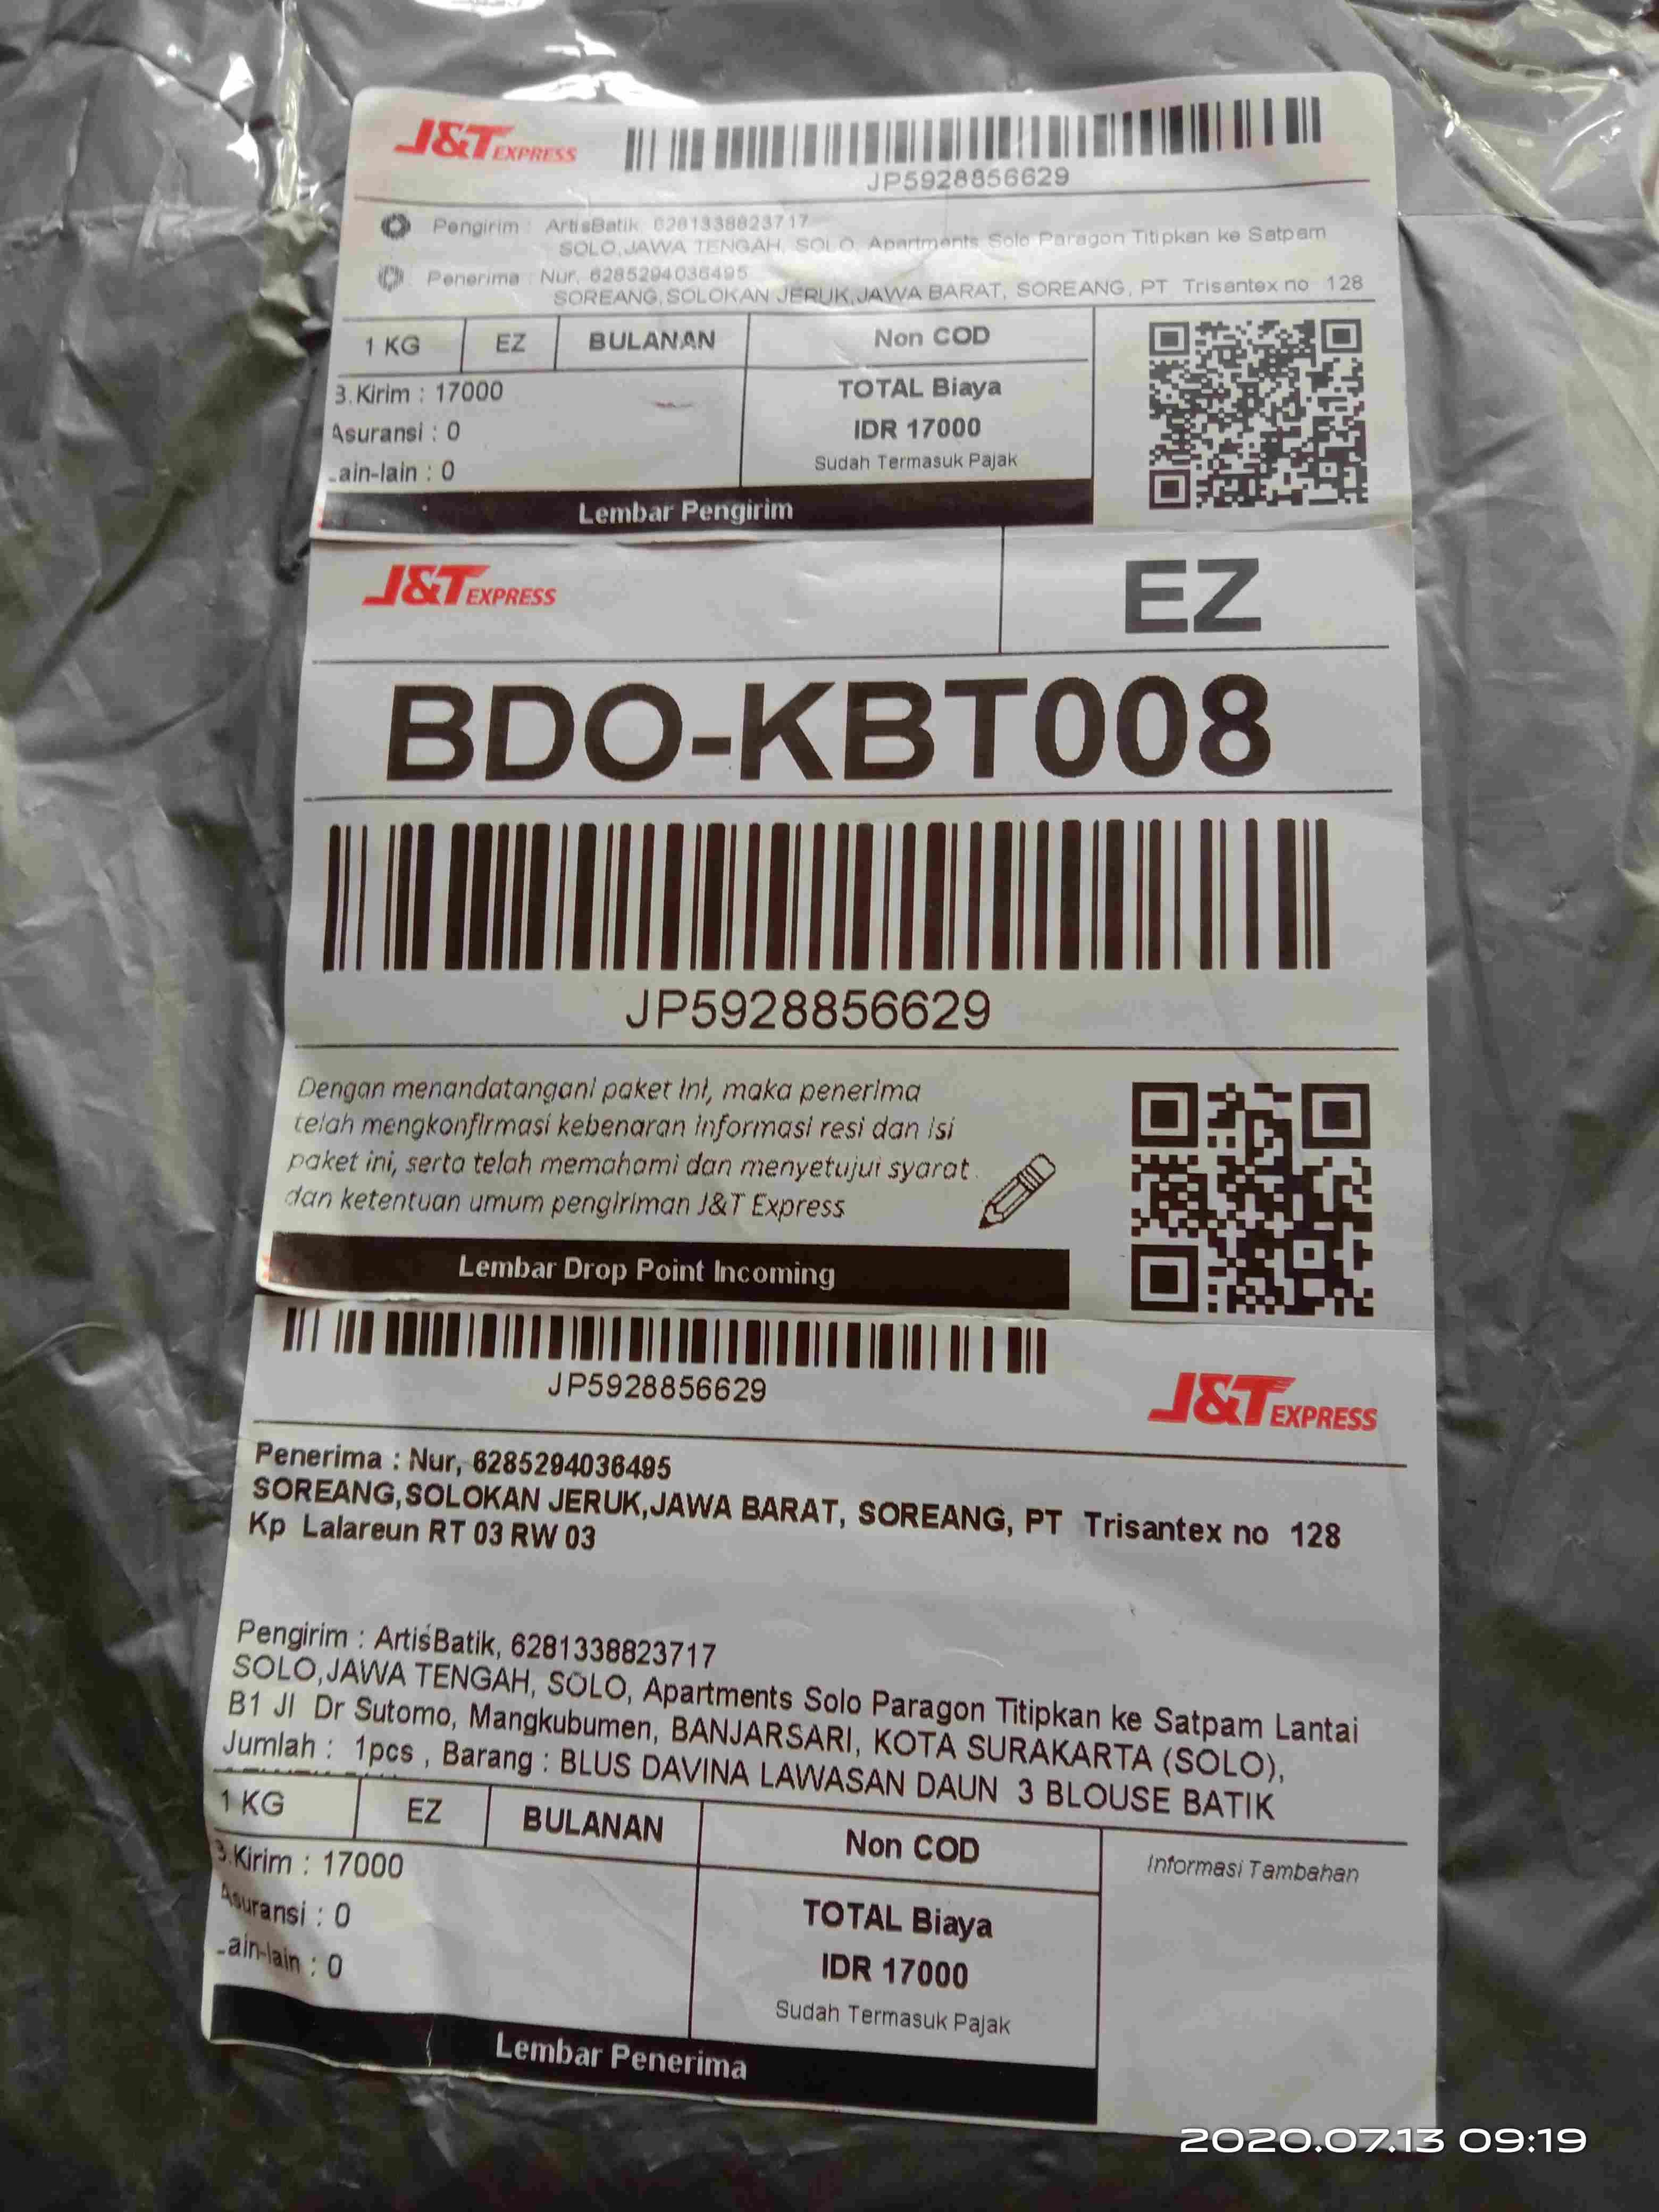 J&T EXPRESS
JP5928856629
Pengirim : ArtisBatik, 6281338823717
SOLO,JAWA TENGAH, SOLO, Apartments Solo Paragon Titipkan ke Satpam
Penerima : Nur, 6285294036495
SOREANG,SOLOKAN JERUK,JAWA BARAT, SOREANG, PT Trisantex no 128
1 KG EZ BULANAN Non COD
B.Kirim : 17000
TOTAL Biaya
Asuransi : 0
IDR 17000
Lain-lain : 0
Sudah Termasuk Pajak
Lembar Pengirim
J&T EXPRESS
EZ
BDO-KBT008
JP5928856629
Dengan menandatangani paket ini, maka penerima
telah mengkonfirmasi kebenaran informasi resi dan isi
paket ini, serta telah memahami dan menyetujui syarat
dan ketentuan umum pengiriman J&T Express
Lembar Drop Point Incoming
JP5928856629
J&T EXPRESS
Penerima : Nur, 6285294036495
SOREANG,SOLOKAN JERUK,JAWA BARAT, SOREANG, PT Trisantex no 128
Kp Lalareun RT 03 RW 03
Pengirim : ArtisBatik, 6281338823717
SOLO,JAWA TENGAH, SOLO, Apartments Solo Paragon Titipkan ke Satpam Lantai
B1 Jl Dr Sutomo, Mangkubumen, BANJARSARI, KOTA SURAKARTA (SOLO),
Jumlah : 1pcs , Barang : BLUS DAVINA LAWASAN DAUN 3 BLOUSE BATIK
1 KG EZ BULANAN Non COD
Informasi Tambahan
B.Kirim : 17000
TOTAL Biaya
Asuransi : 0
IDR 17000
Lain-lain : 0
Sudah Termasuk Pajak
Lembar Penerima
2020.07.13 09:19